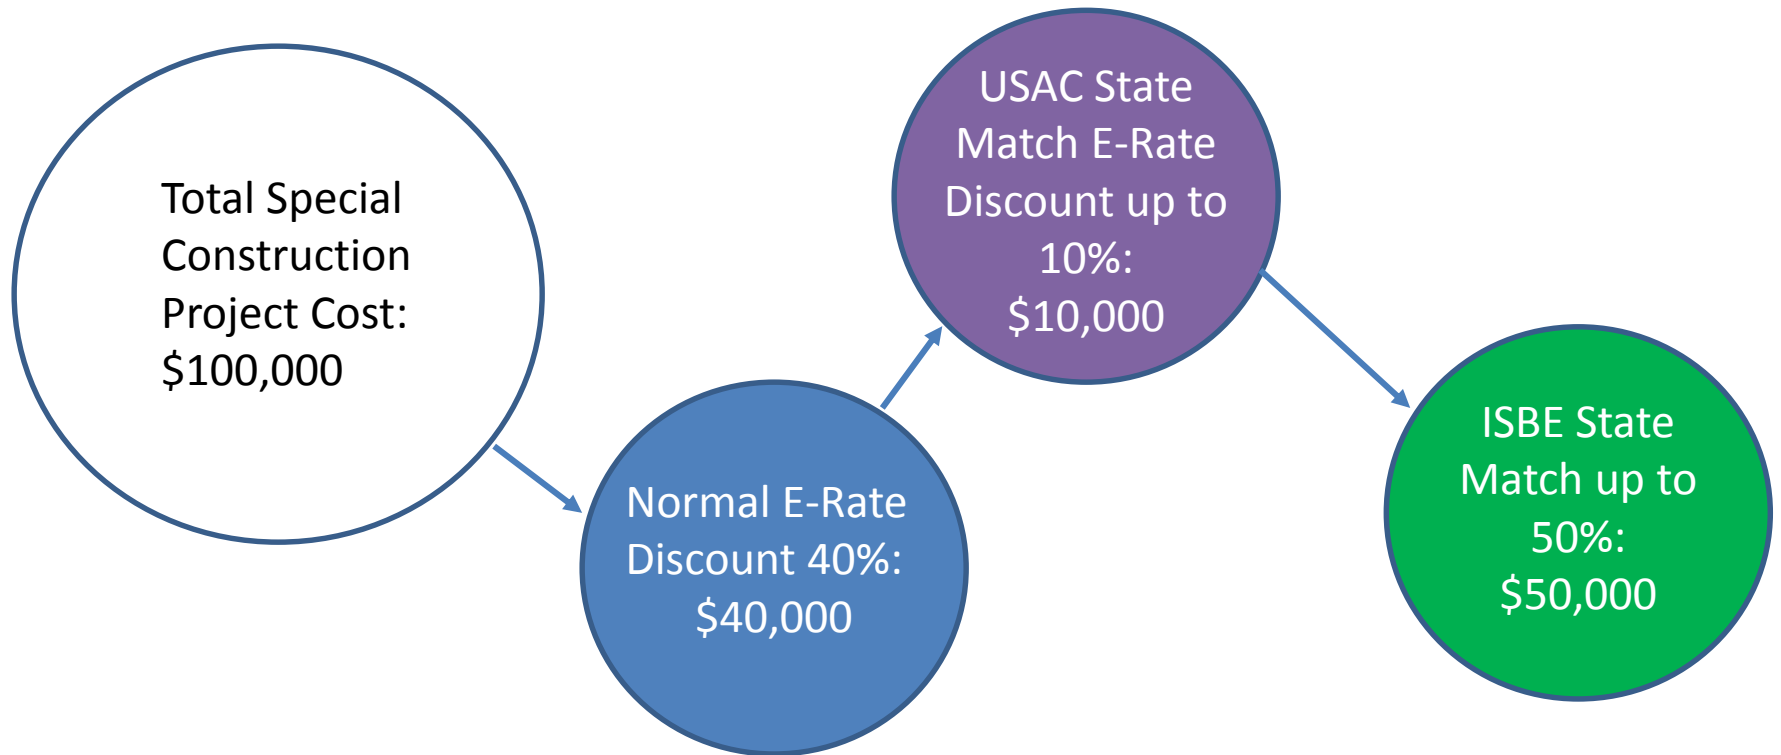 Total Special
Construction
Project Cost:
$100,000
Normal E-Rate
Discount 40%:
$40,000
USAC State
Match E-Rate
Discount up to
10%:
$10,000
ISBE State
Match up to
50%:
$50,000